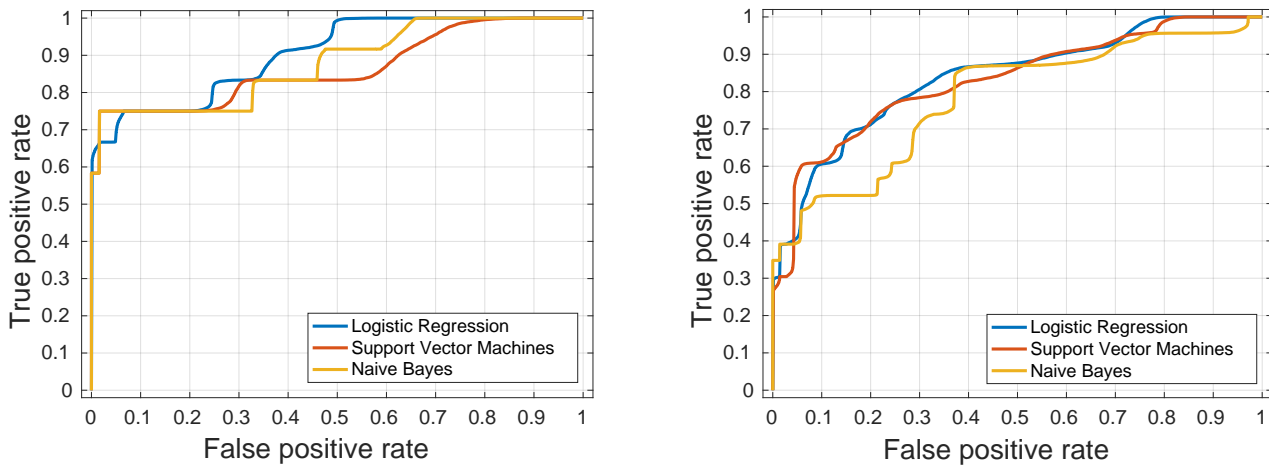 True positive rate
1
0.9
0.8
0.7
0.6
0.5
0.4
0.3
0.2
0.1
0
Logistic Regression
Support Vector Machines
Naive Bayes
0 0.1 0.2 0.3 0.4 0.5 0.6 0.7 0.8 0.9 1
False positive rate
True positive rate
1
0.9
0.8
0.7
0.6
0.5
0.4
0.3
0.2
0.1
0
Logistic Regression
Support Vector Machines
Naive Bayes
0 0.1 0.2 0.3 0.4 0.5 0.6 0.7 0.8 0.9 1
False positive rate